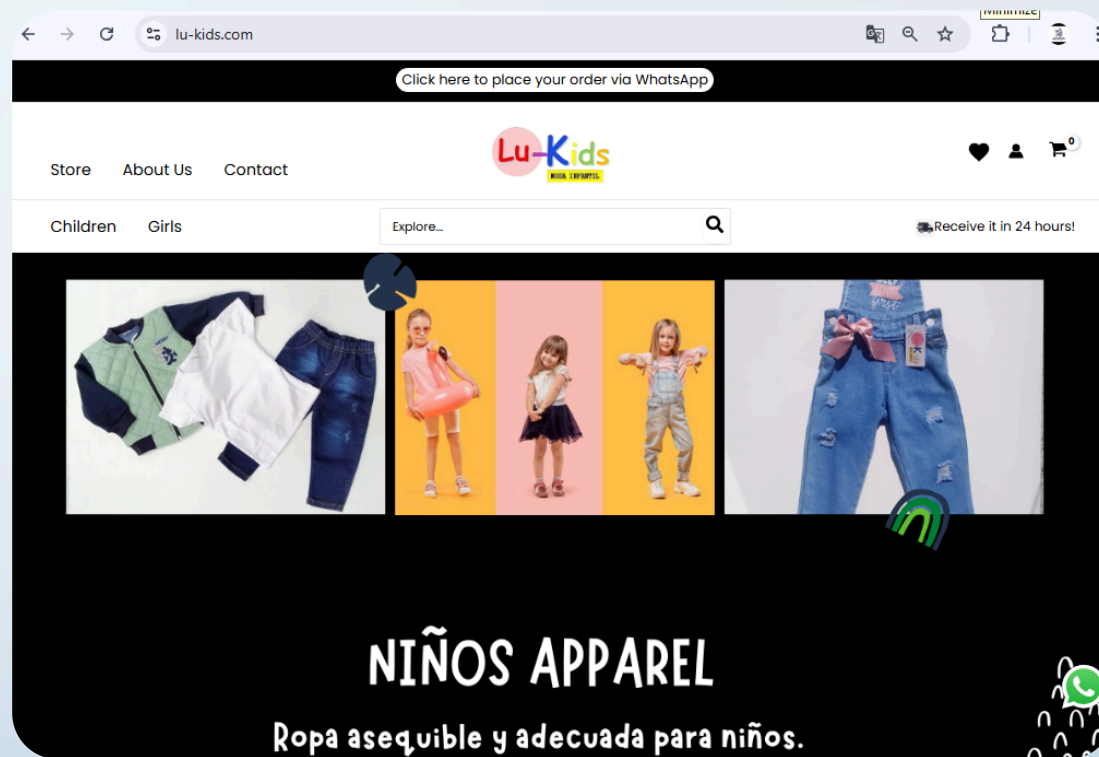 Minimize
lu-kids.com
Click here to place your order via WhatsApp
Lu-Kids
MODA INFANTIL
Store About Us Contact
0
Children Girls
Explore...
Receive it in 24 hours!
first
NIÑOS APPAREL
Ropa asequible y adecuada para niños.